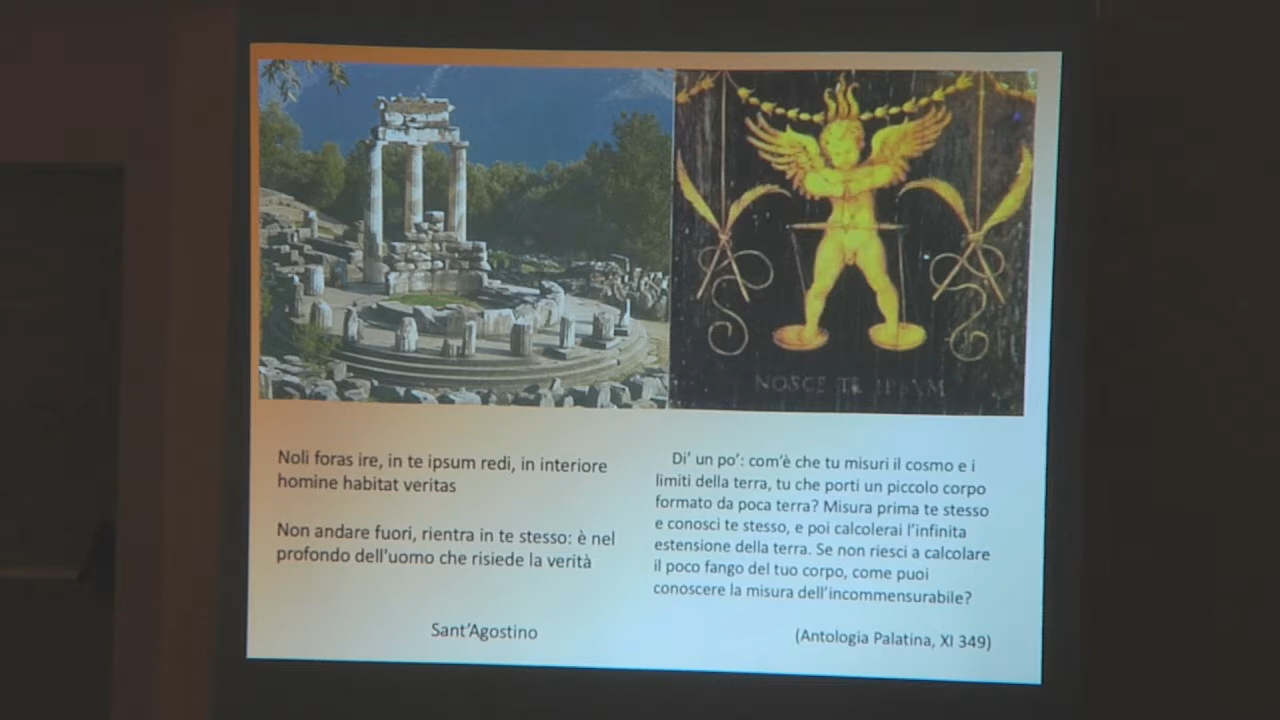 NOSCE TE IPSVM
Noli foras ire, in te ipsum redi, in interiore
homine habitat veritas
Non andare fuori, rientra in te stesso: è nel
profondo dell'uomo che risiede la verità
Sant'Agostino
Di' un po': com'è che tu misuri il cosmo e i
limiti della terra, tu che porti un piccolo corpo
formato da poca terra? Misura prima te stesso
e conosci te stesso, e poi calcolerai l'infinita
estensione della terra. Se non riesci a calcolare
il poco fango del tuo corpo, come puoi
conoscere la misura dell'incommensurabile?
(Antologia Palatina, XI 349)